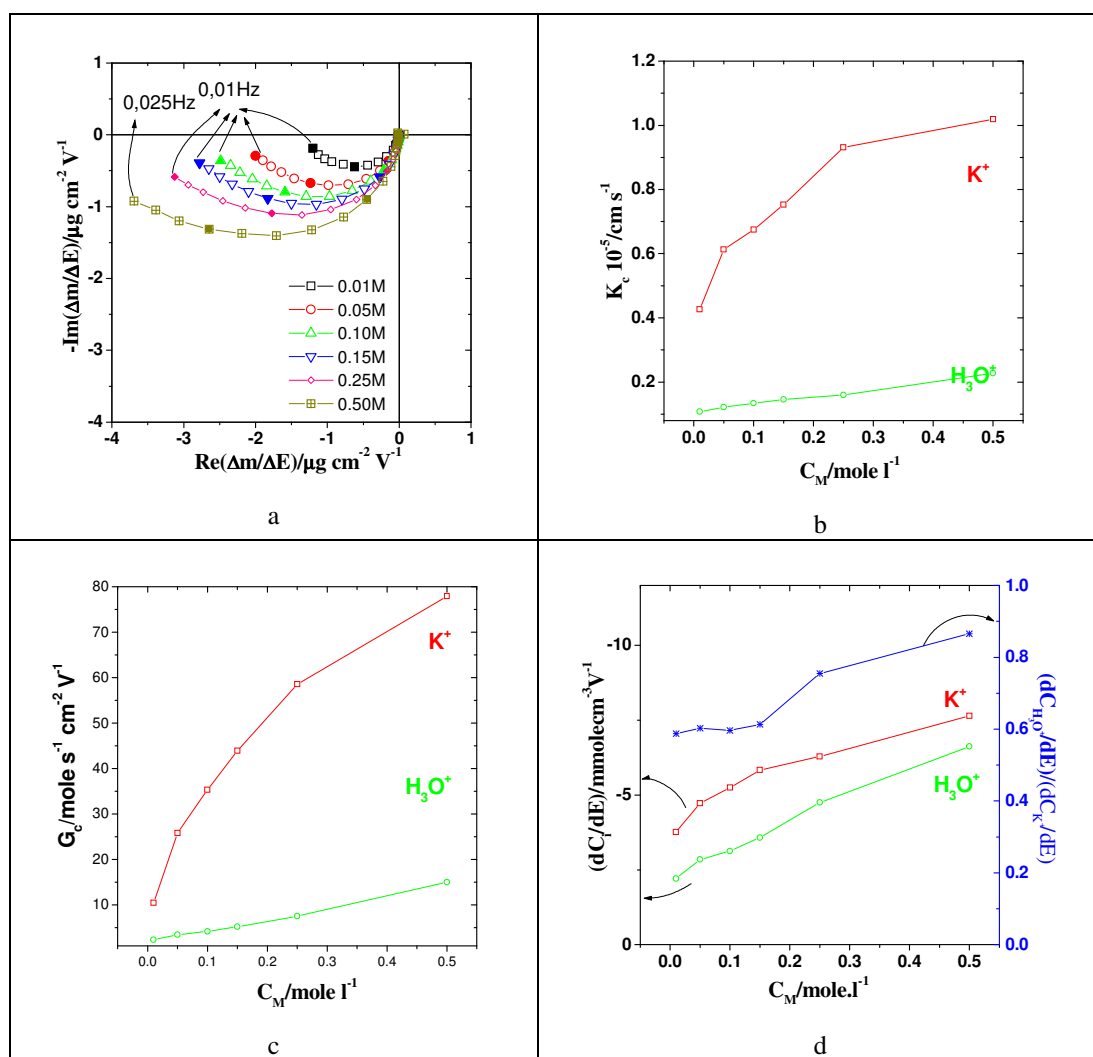 -1
0
-1
-2
-3
-4
-4 -3 -2 -1 0 1
0,025Hz
0,01Hz
0.01M
0.05M
0.10M
0.15M
0.25M
0.50M
-Im(Δm/ΔE)/μg cm⁻² V⁻¹
Re(Δm/ΔE)/μg cm⁻² V⁻¹
a
1.2
1.0
0.8
0.6
0.4
0.2
0.0 0.1 0.2 0.3 0.4 0.5
K⁺
H₃O⁺
K_c 10⁻⁵/cm s⁻¹
C_M/mole l⁻¹
b
80
70
60
50
40
30
20
10
0.0 0.1 0.2 0.3 0.4 0.5
K⁺
H₃O⁺
G_c/mole s⁻¹ cm⁻² V⁻¹
C_M/mole l⁻¹
c
-10
-5
0
1.0
0.8
0.6
0.4
0.2
0.0
0.0 0.1 0.2 0.3 0.4 0.5
K⁺
H₃O⁺
(dC_i/dE)/mmolecm⁻³V⁻¹
(dC_H₃O⁺/dE)/(dC_K⁺/dE)
C_M/mole.l⁻¹
d